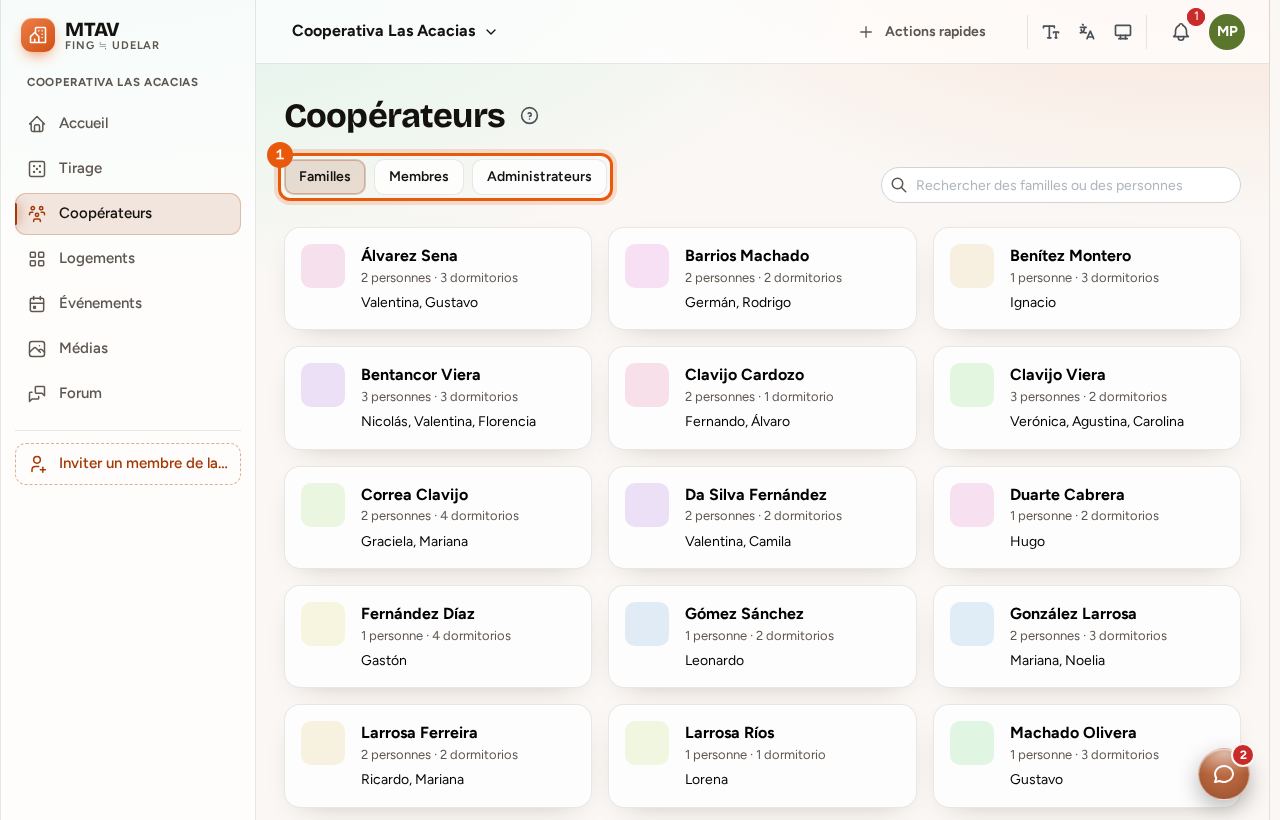 MTAV
FING ≒ UDELAR
COOPERATIVA LAS ACACIAS
Accueil
Tirage
Coopérateurs
Logements
Événements
Médias
Forum
Inviter un membre de la…
Cooperativa Las Acacias
Actions rapides
1
MP
Coopérateurs
?
1
Familles
Membres
Administrateurs
Rechercher des familles ou des personnes
Álvarez Sena
2 personnes · 3 dormitorios
Valentina, Gustavo
Barrios Machado
2 personnes · 2 dormitorios
Germán, Rodrigo
Benítez Montero
1 personne · 3 dormitorios
Ignacio
Bentancor Viera
3 personnes · 3 dormitorios
Nicolás, Valentina, Florencia
Clavijo Cardozo
2 personnes · 1 dormitorio
Fernando, Álvaro
Clavijo Viera
3 personnes · 2 dormitorios
Verónica, Agustina, Carolina
Correa Clavijo
2 personnes · 4 dormitorios
Graciela, Mariana
Da Silva Fernández
2 personnes · 2 dormitorios
Valentina, Camila
Duarte Cabrera
1 personne · 2 dormitorios
Hugo
Fernández Díaz
1 personne · 4 dormitorios
Gastón
Gómez Sánchez
1 personne · 2 dormitorios
Leonardo
González Larrosa
2 personnes · 3 dormitorios
Mariana, Noelia
Larrosa Ferreira
2 personnes · 2 dormitorios
Ricardo, Mariana
Larrosa Ríos
1 personne · 1 dormitorio
Lorena
Machado Olivera
1 personne · 3 dormitorios
Gustavo
2